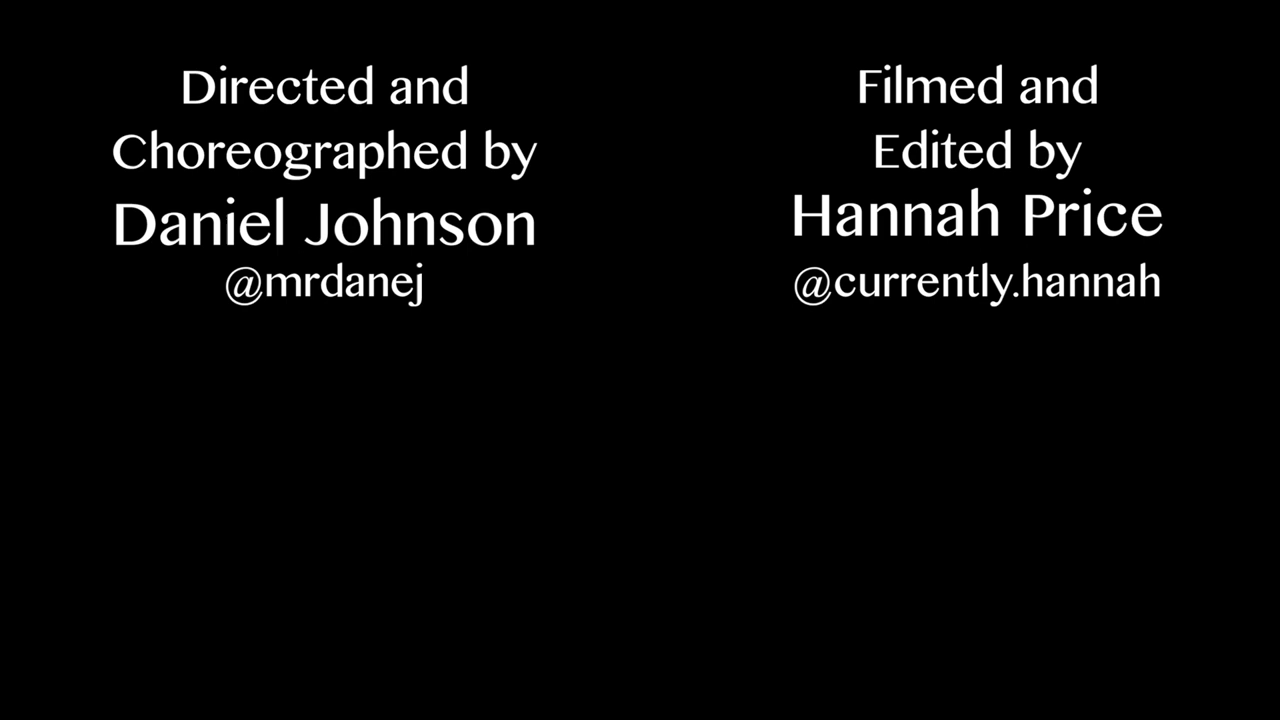 Directed and
Choreographed by
Daniel Johnson
@mrdanej
Filmed and
Edited by
Hannah Price
@currently.hannah